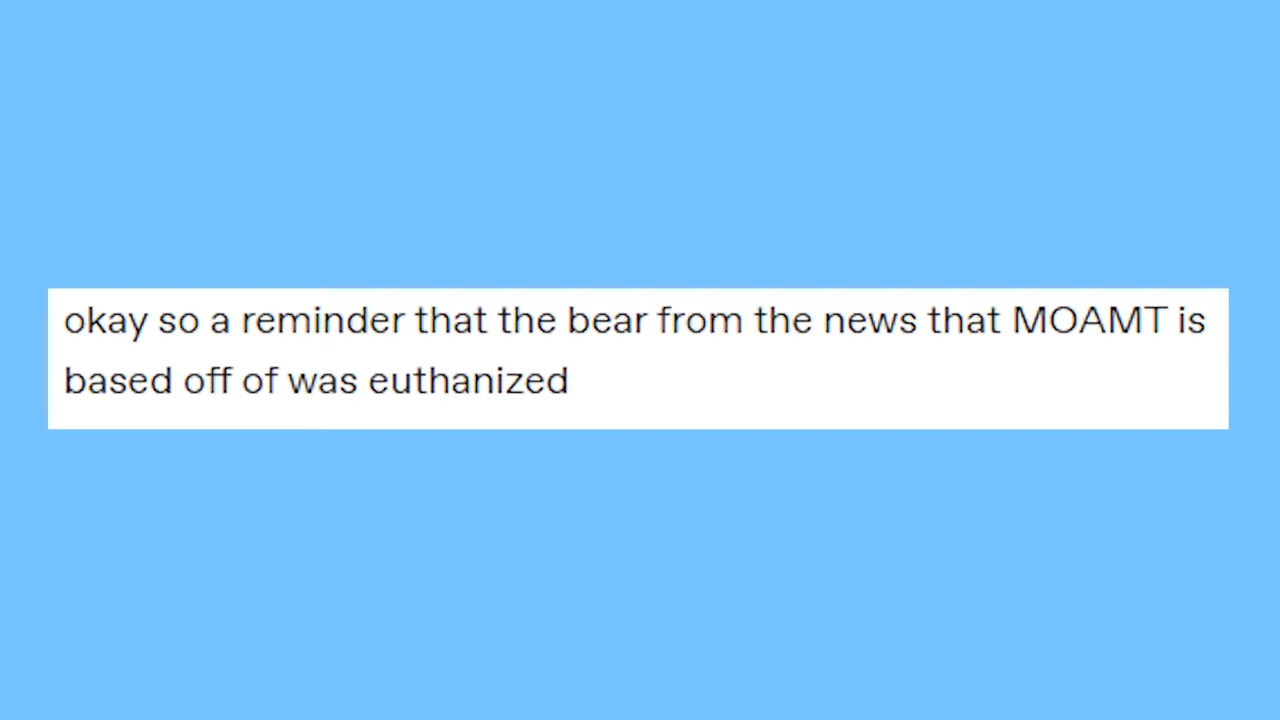 okay so a reminder that the bear from the news that MOAMT is
based off of was euthanized